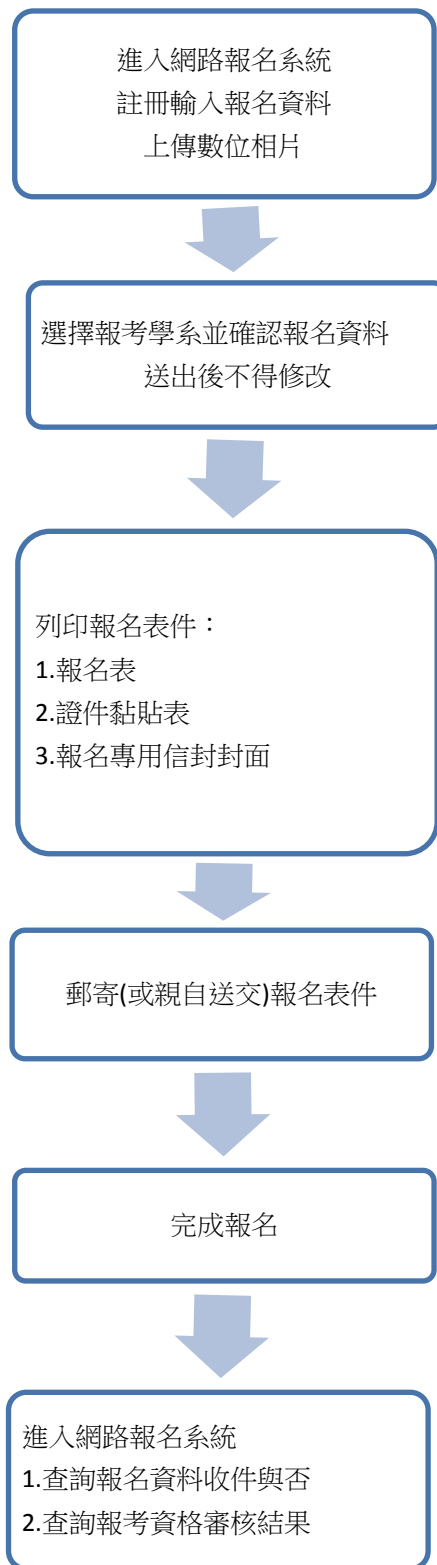 進入網路報名系統
註冊輸入報名資料
上傳數位相片
選擇報考學系並確認報名資料
送出後不得修改
列印報名表件：
1.報名表
2.證件黏貼表
3.報名專用信封封面
郵寄(或親自送交)報名表件
完成報名
進入網路報名系統
1.查詢報名資料收件與否
2.查詢報考資格審核結果